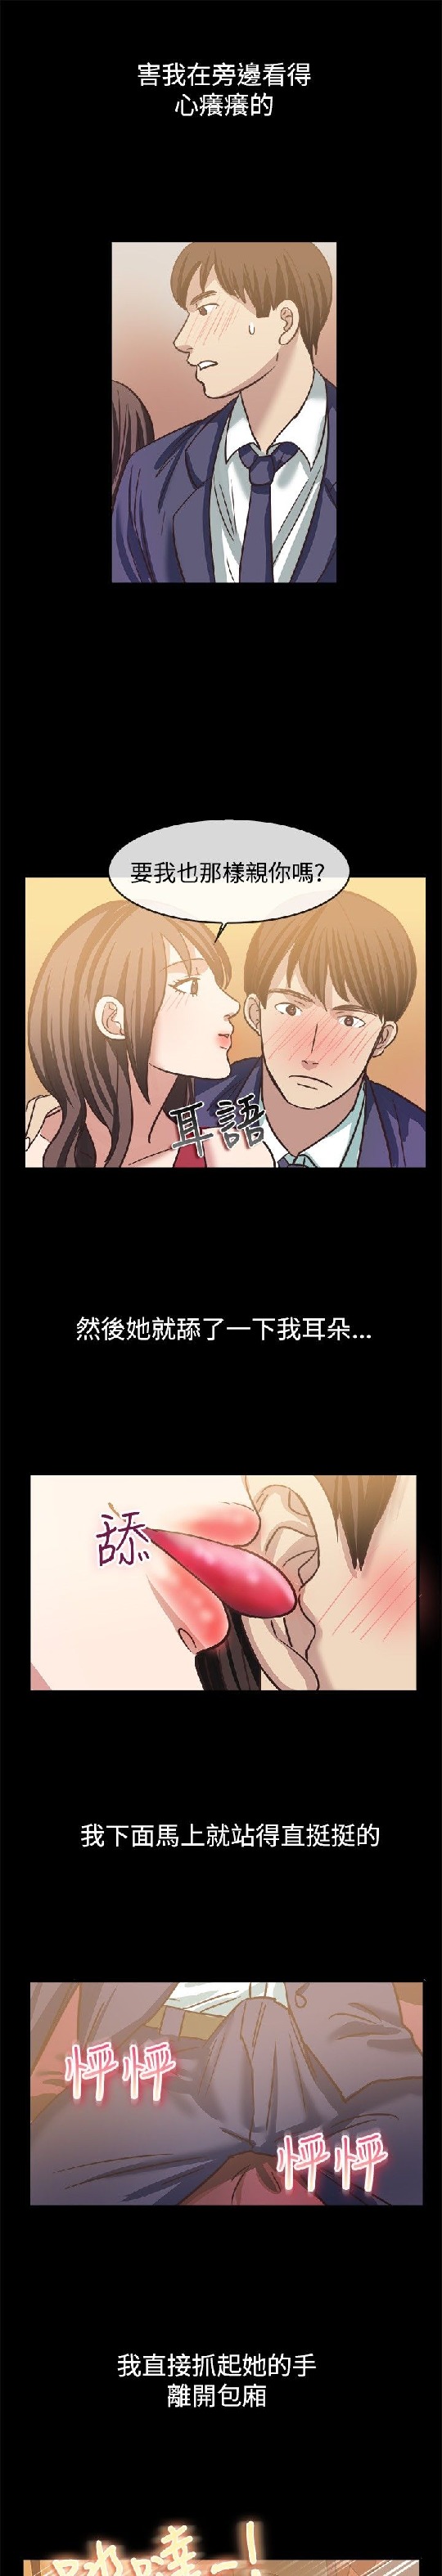 害我在旁邊看得
心癢癢的
要我也那樣親你嗎?
耳語
然後她就舔了一下我耳朵...
舔
我下面馬上就站得直挺挺的
怦怦
怦怦
我直接抓起她的手
離開包廂